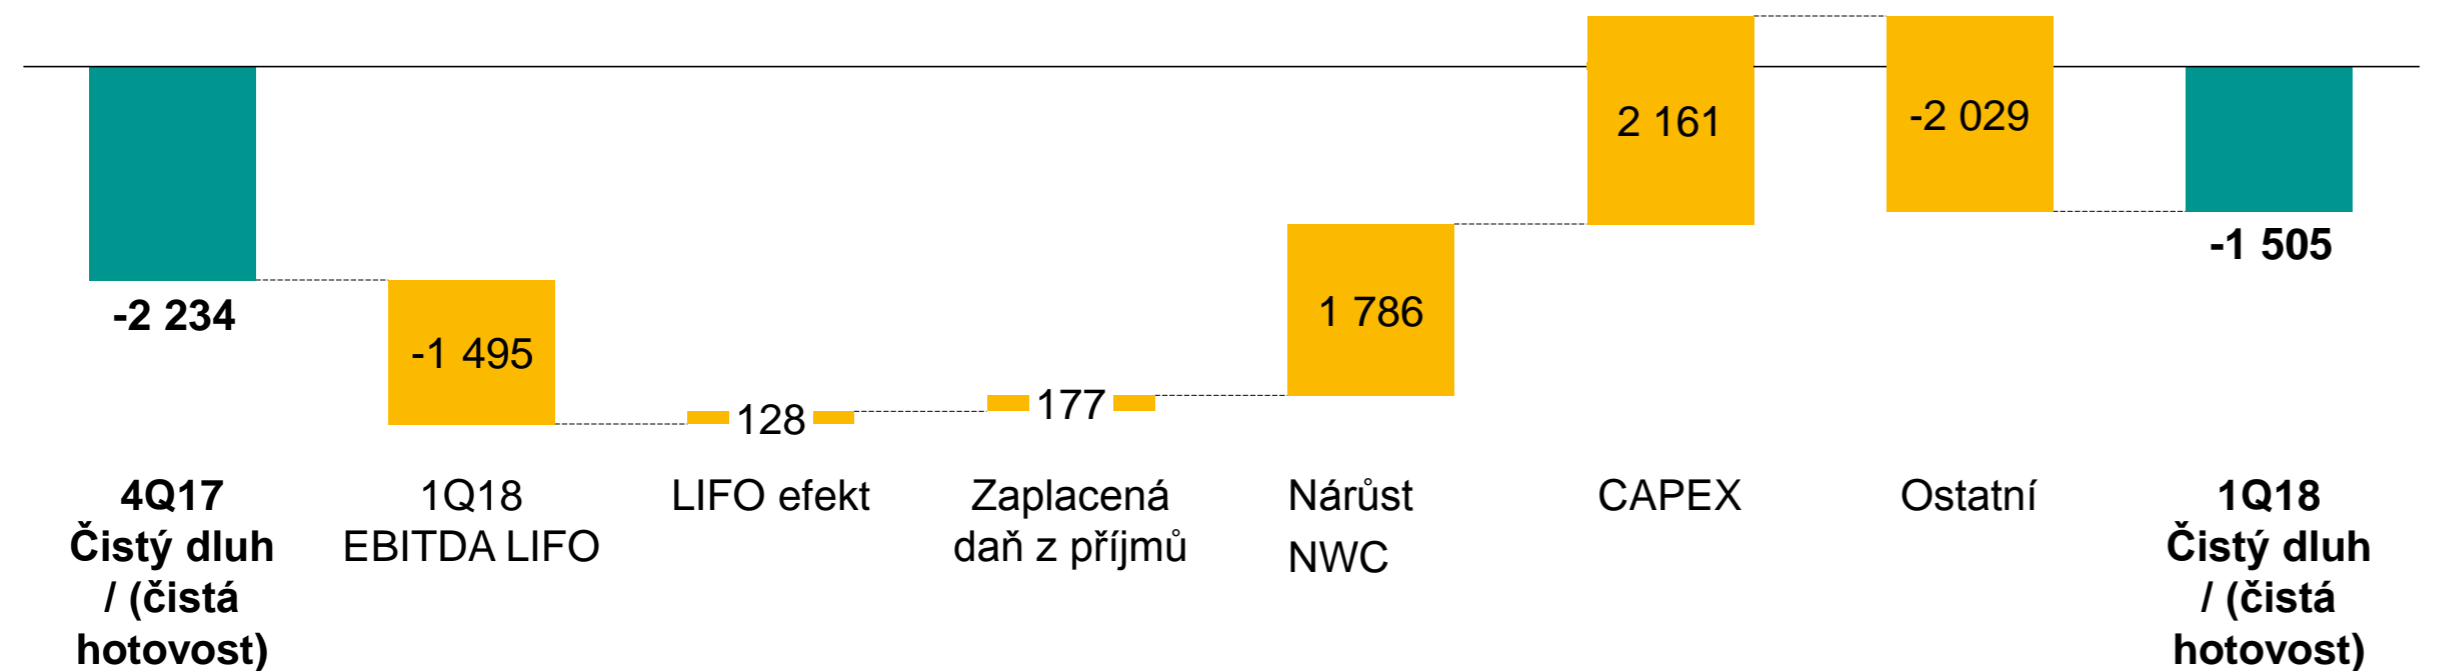 2 161
-2 029
-1 505
-2 234
1 786
-1 495
177
128
4Q17
Čistý dluh
/ (čistá
hotovost)
1Q18
EBITDA LIFO
LIFO efekt
Zaplacená
daň z příjmů
Nárůst
NWC
CAPEX
Ostatní
1Q18
Čistý dluh
/ (čistá
hotovost)